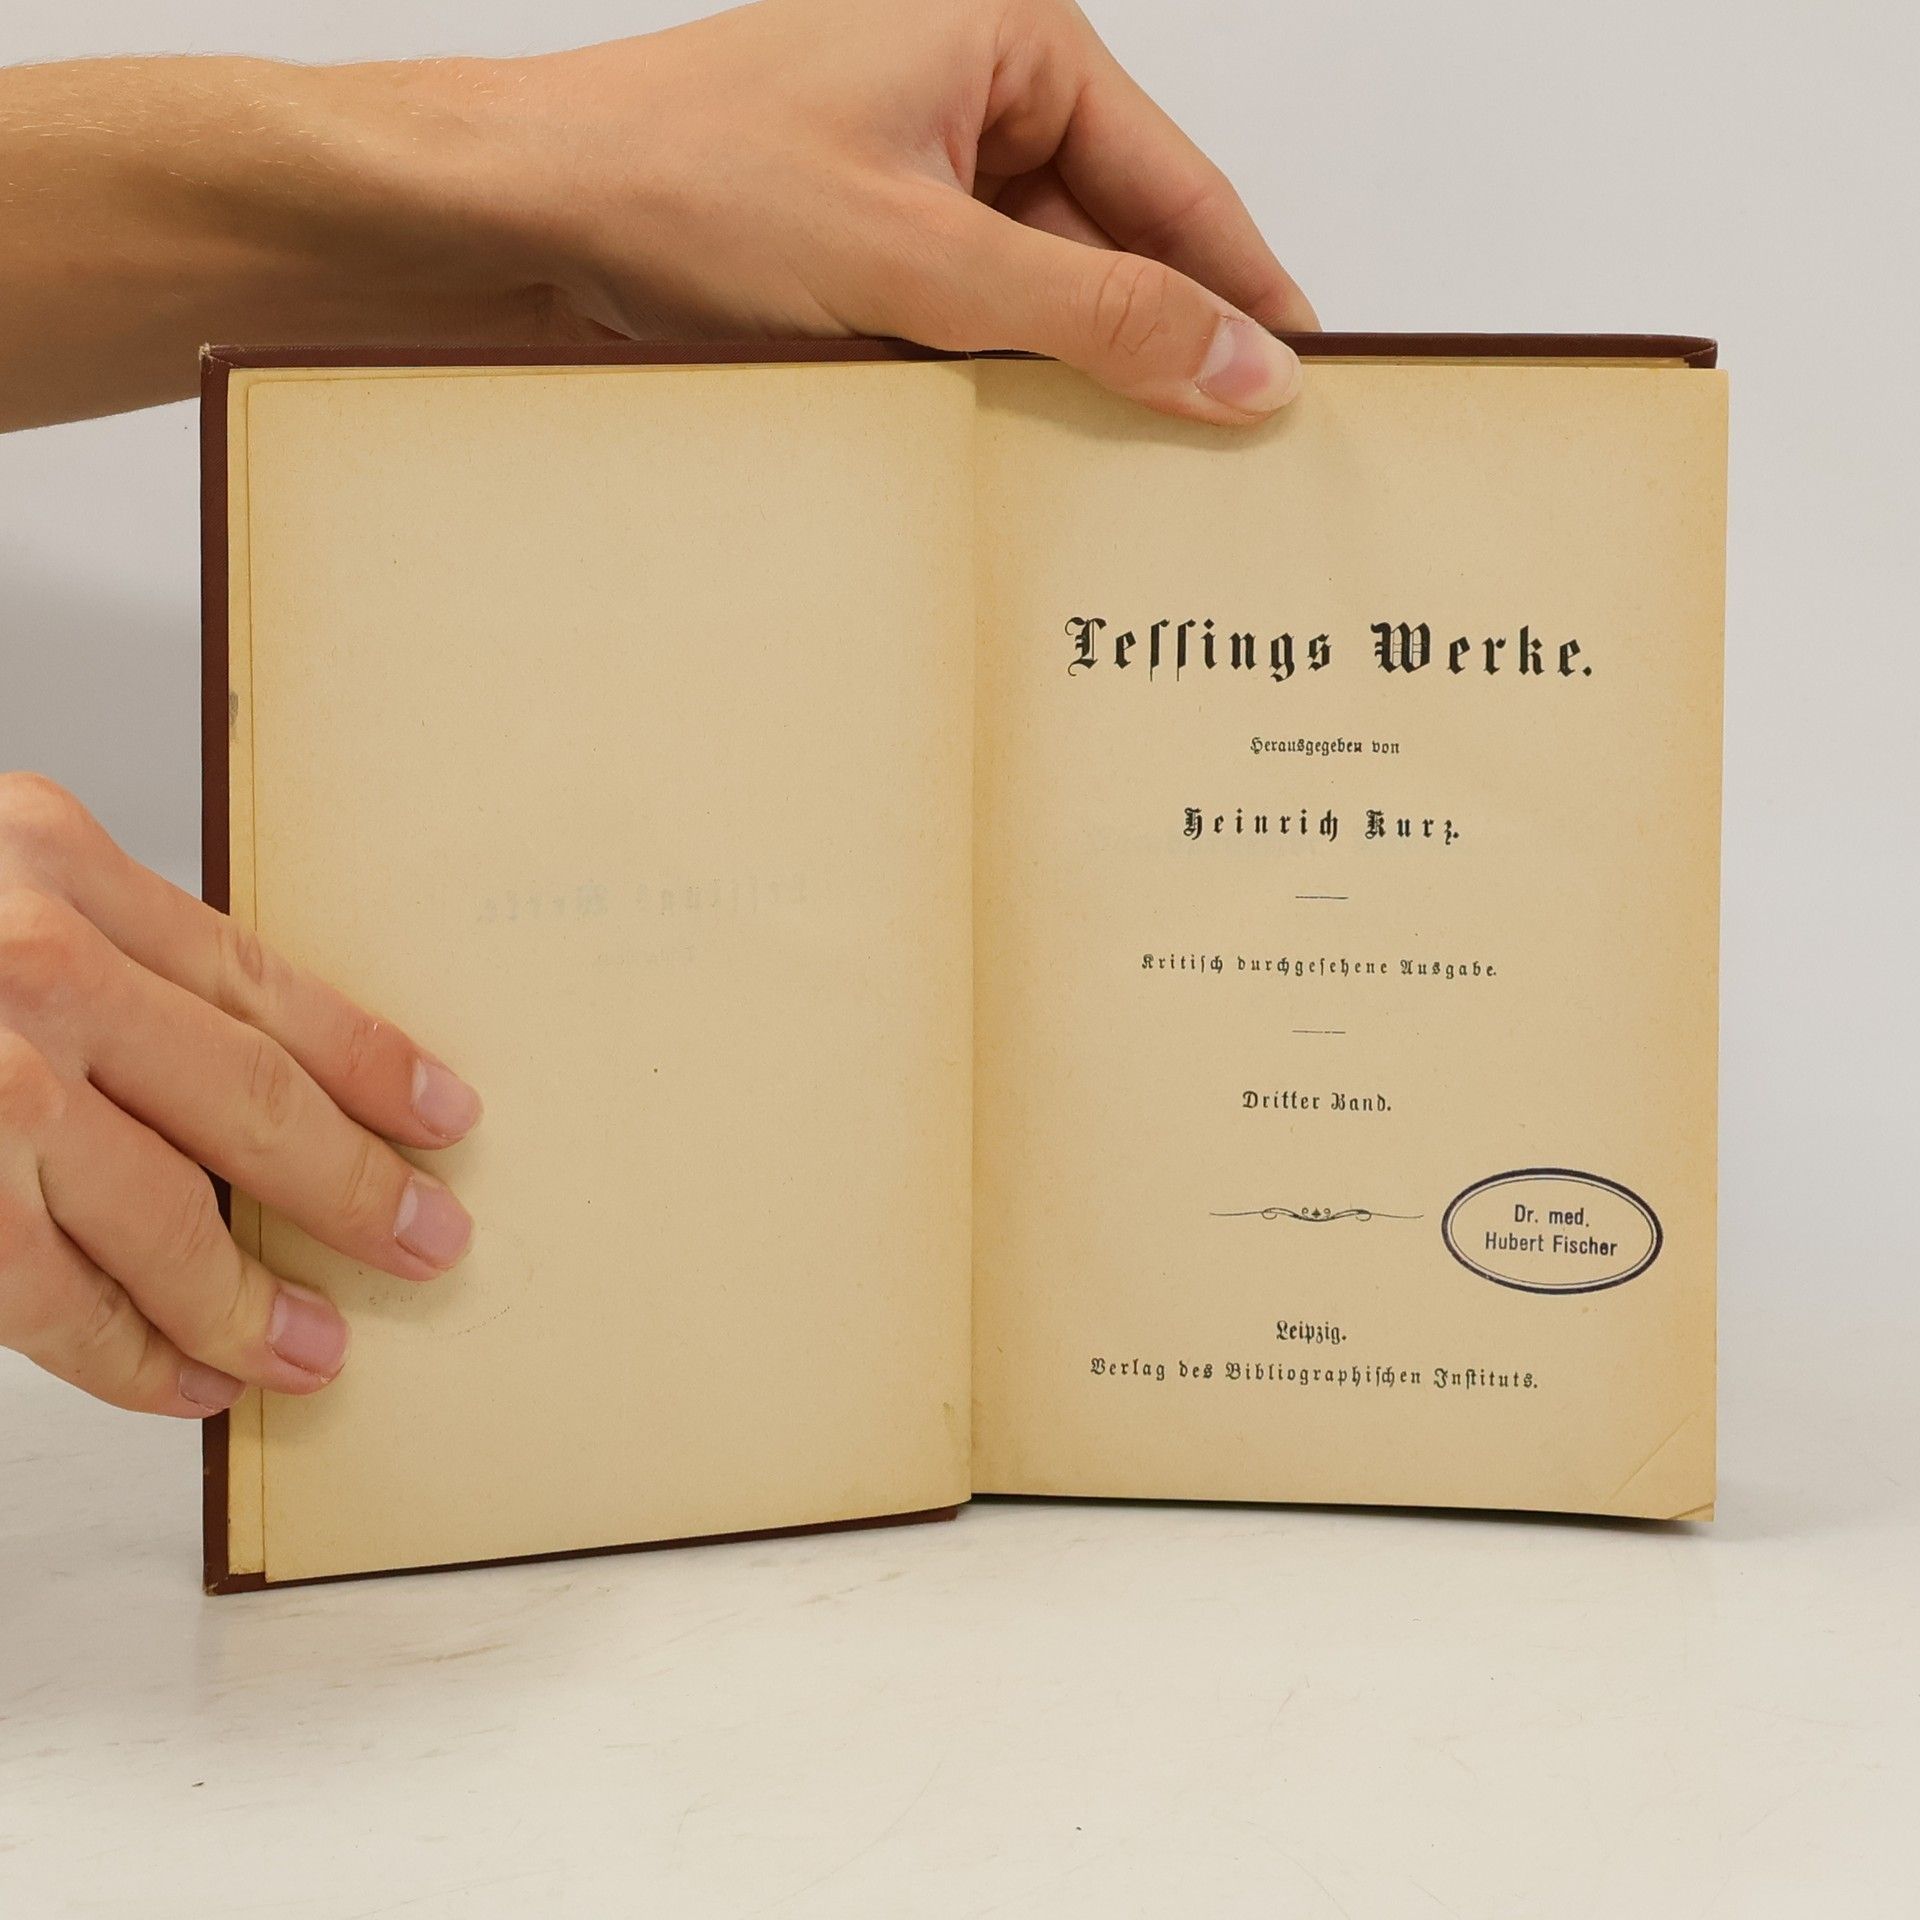 Leſſings Werke.
Herausgegeben von
Heinrich Kurz.
Kritiſch durchgeſehene Ausgabe.
Dritter Band.
Dr. med.
Hubert Fischer
Leipzig.
Verlag des Bibliographiſchen Inſtituts.